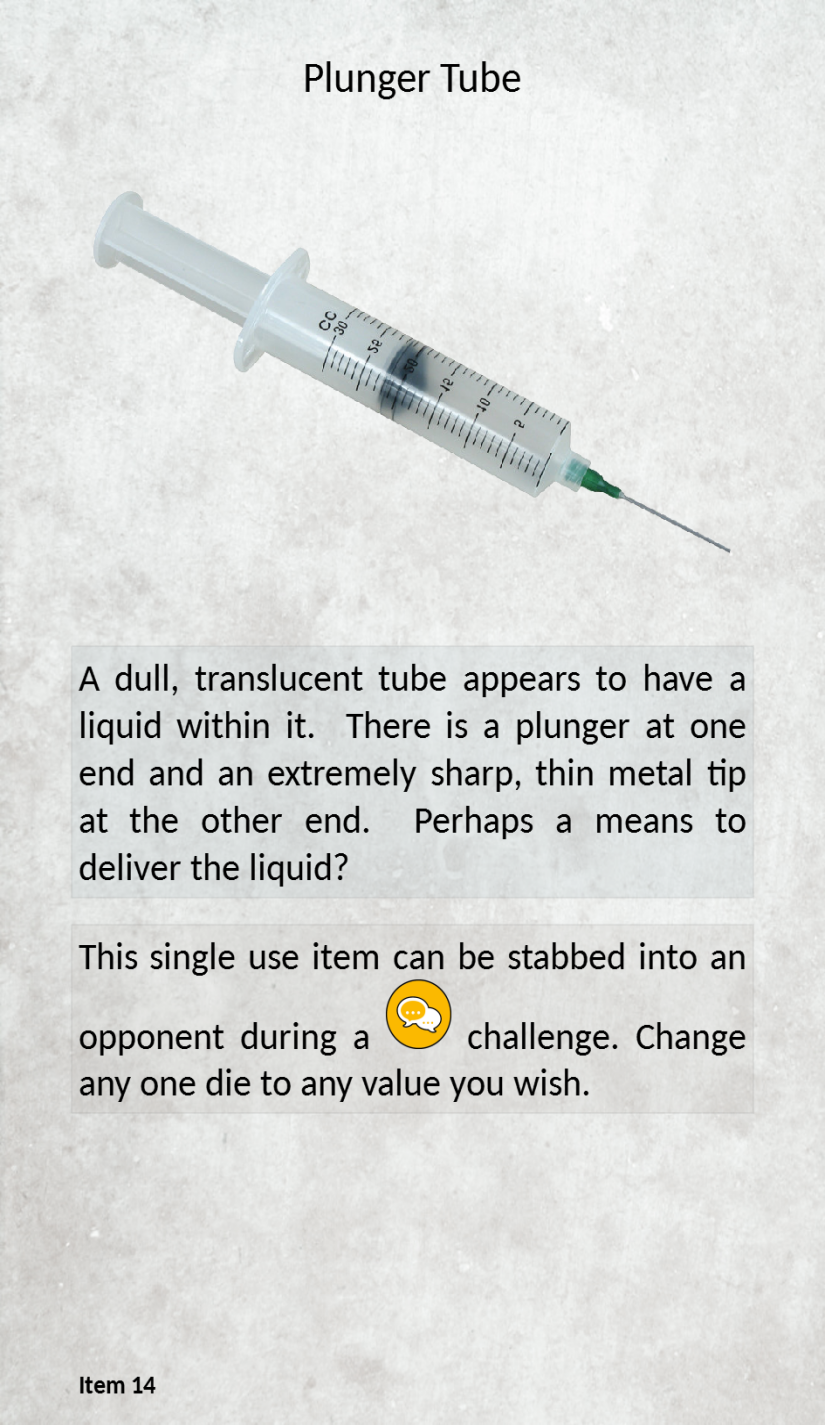 Plunger Tube
CC
30
25
20
15
10
5
A dull, translucent tube appears to have a
liquid within it.  There is a plunger at one
end and an extremely sharp, thin metal tip
at the other end.  Perhaps a means to
deliver the liquid?
This single use item can be stabbed into an
opponent during a challenge. Change
any one die to any value you wish.
Item 14